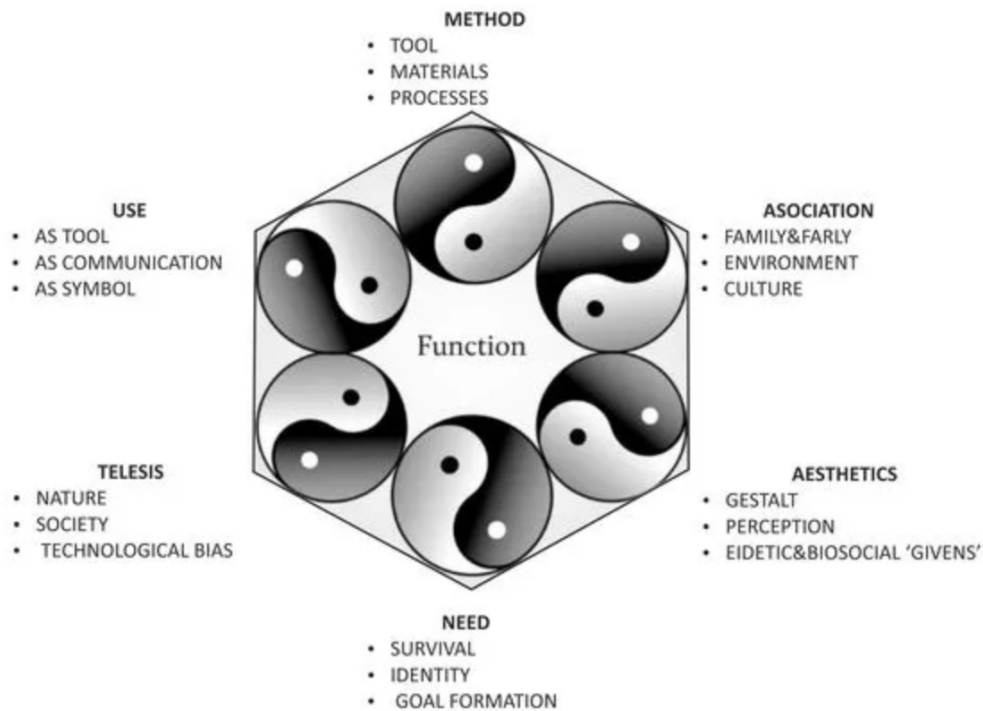 METHOD
• TOOL
• MATERIALS
• PROCESSES
USE
• AS TOOL
• AS COMMUNICATION
• AS SYMBOL
ASOCIATION
• FAMILY&FARLY
• ENVIRONMENT
• CULTURE
Function
TELESIS
• NATURE
• SOCIETY
• TECHNOLOGICAL BIAS
AESTHETICS
• GESTALT
• PERCEPTION
• EIDETIC&BIOSOCIAL 'GIVENS'
NEED
• SURVIVAL
• IDENTITY
• GOAL FORMATION